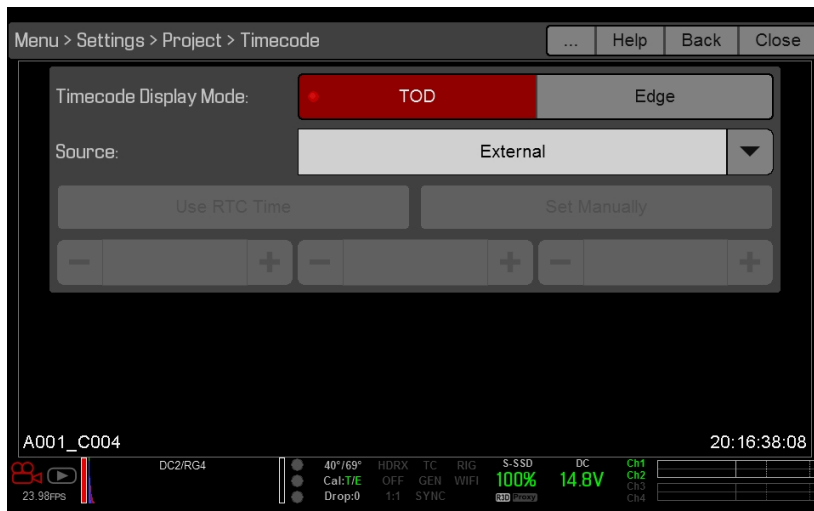 Menu > Settings > Project > Timecode ... Help Back Close
Timecode Display Mode: TOD Edge
Source: External
Use RTC Time Set Manually
A001_C004 20:16:38:08
DC2/RG4 40°/69° HDRX TC RIG S-SSD DC Ch1
Cal:T/E OFF GEN WIFI 100% 14.8V Ch2
23.98FPS Drop:0 1:1 SYNC R3D Proxy Ch3
Ch4